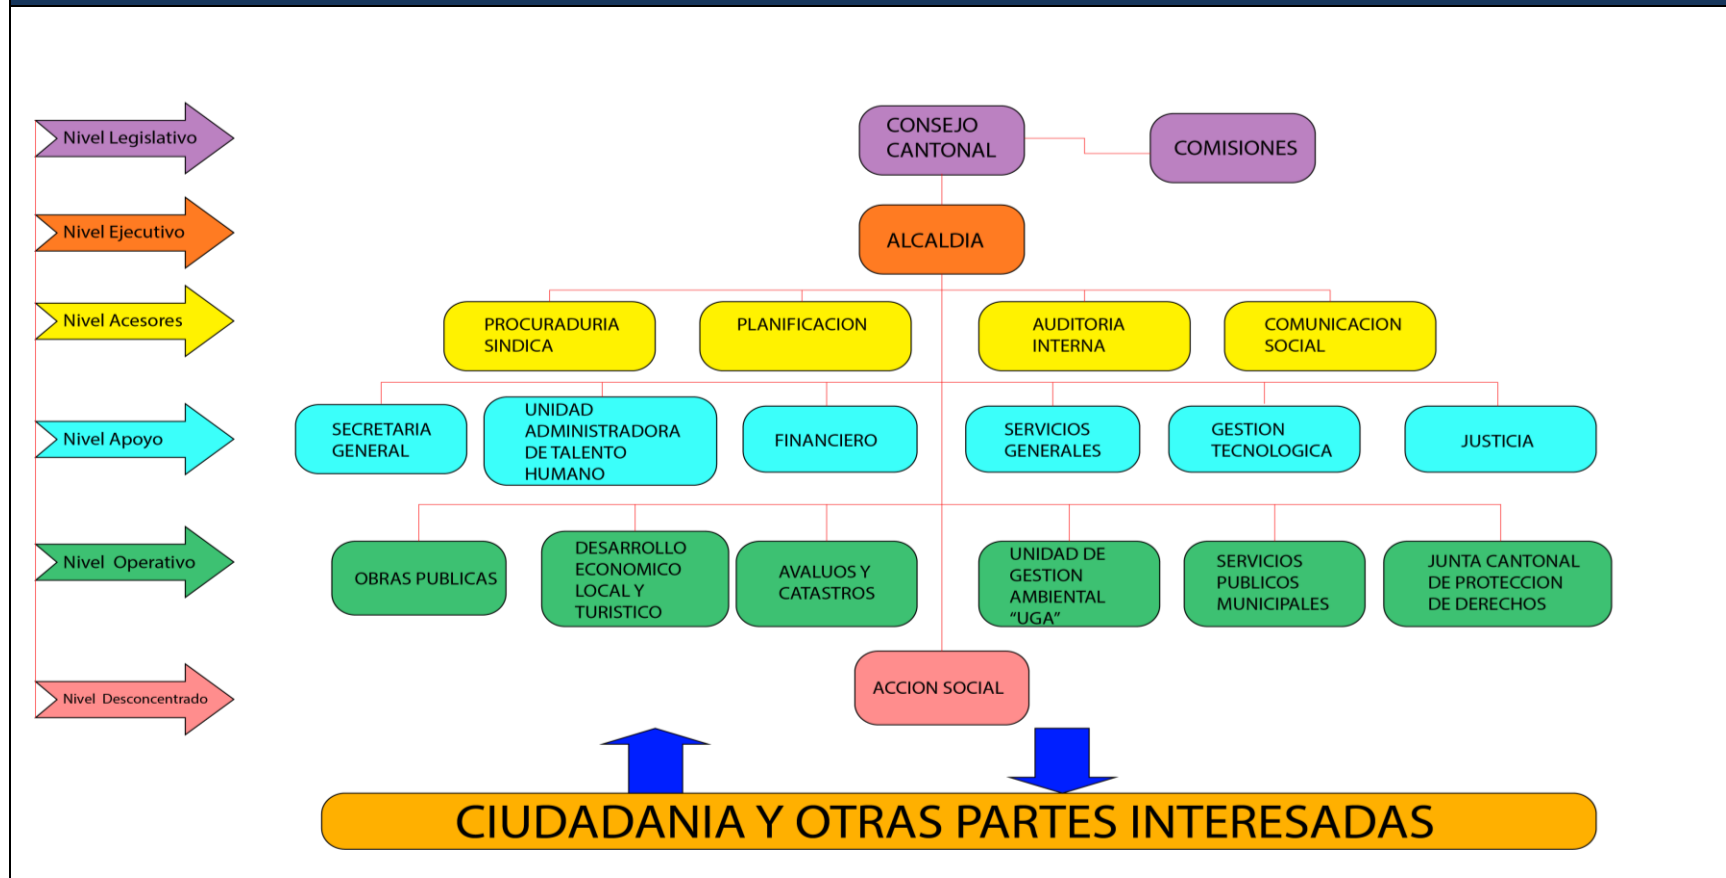 Nivel Legislativo
CONSEJO
CANTONAL
COMISIONES
Nivel Ejecutivo
ALCALDIA
Nivel Acesores
PROCURADURIA
SINDICA
PLANIFICACION
AUDITORIA
INTERNA
COMUNICACION
SOCIAL
Nivel Apoyo
SECRETARIA
GENERAL
UNIDAD
ADMINISTRADORA
DE TALENTO
HUMANO
FINANCIERO
SERVICIOS
GENERALES
GESTION
TECNOLOGICA
JUSTICIA
Nivel Operativo
OBRAS PUBLICAS
DESARROLLO
ECONOMICO
LOCAL Y
TURISTICO
AVALUOS Y
CATASTROS
UNIDAD DE
GESTION
AMBIENTAL
“UGA”
SERVICIOS
PUBLICOS
MUNICIPALES
JUNTA CANTONAL
DE PROTECCION
DE DERECHOS
Nivel Desconcentrado
ACCION SOCIAL
CIUDADANIA Y OTRAS PARTES INTERESADAS